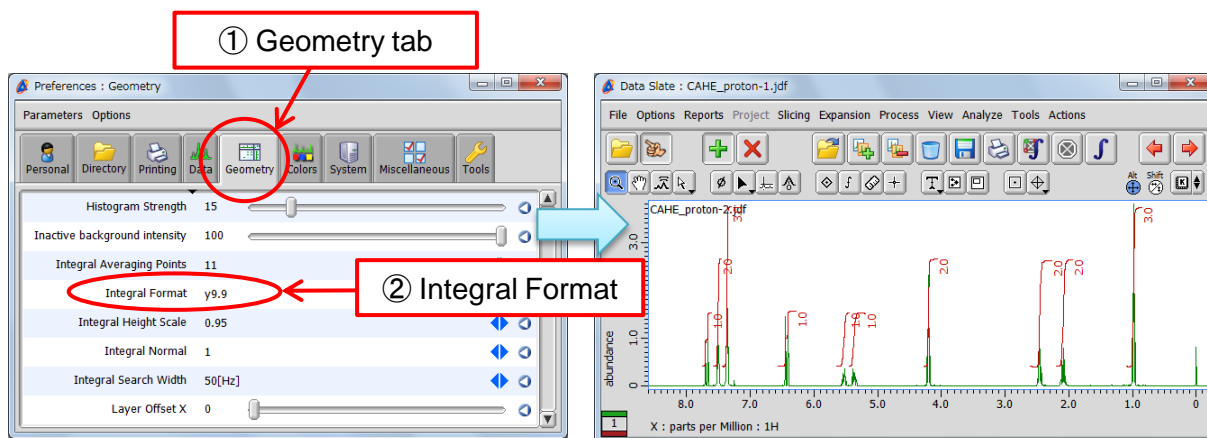 ① Geometry tab
Preferences : Geometry
Parameters Options
Personal Directory Printing Data Geometry Colors System Miscellaneous Tools
Histogram Strength 15
Inactive background intensity 100
Integral Averaging Points 11
Integral Format y9.9
② Integral Format
Integral Height Scale 0.95
Integral Normal 1
Integral Search Width 50[Hz]
Layer Offset X 0
Data Slate : CAHE_proton-1.jdf
File Options Reports Project Slicing Expansion Process View Analyze Tools Actions
Alt Shift
CAHE_proton-2.jdf
abundance
0 1.0 3.0
1.0 2.0 3.0 1.0 1.0 1.0 2.0 2.0 2.0 3.0
8.0 7.0 6.0 5.0 4.0 3.0 2.0 1.0 0
1
X : parts per Million : 1H